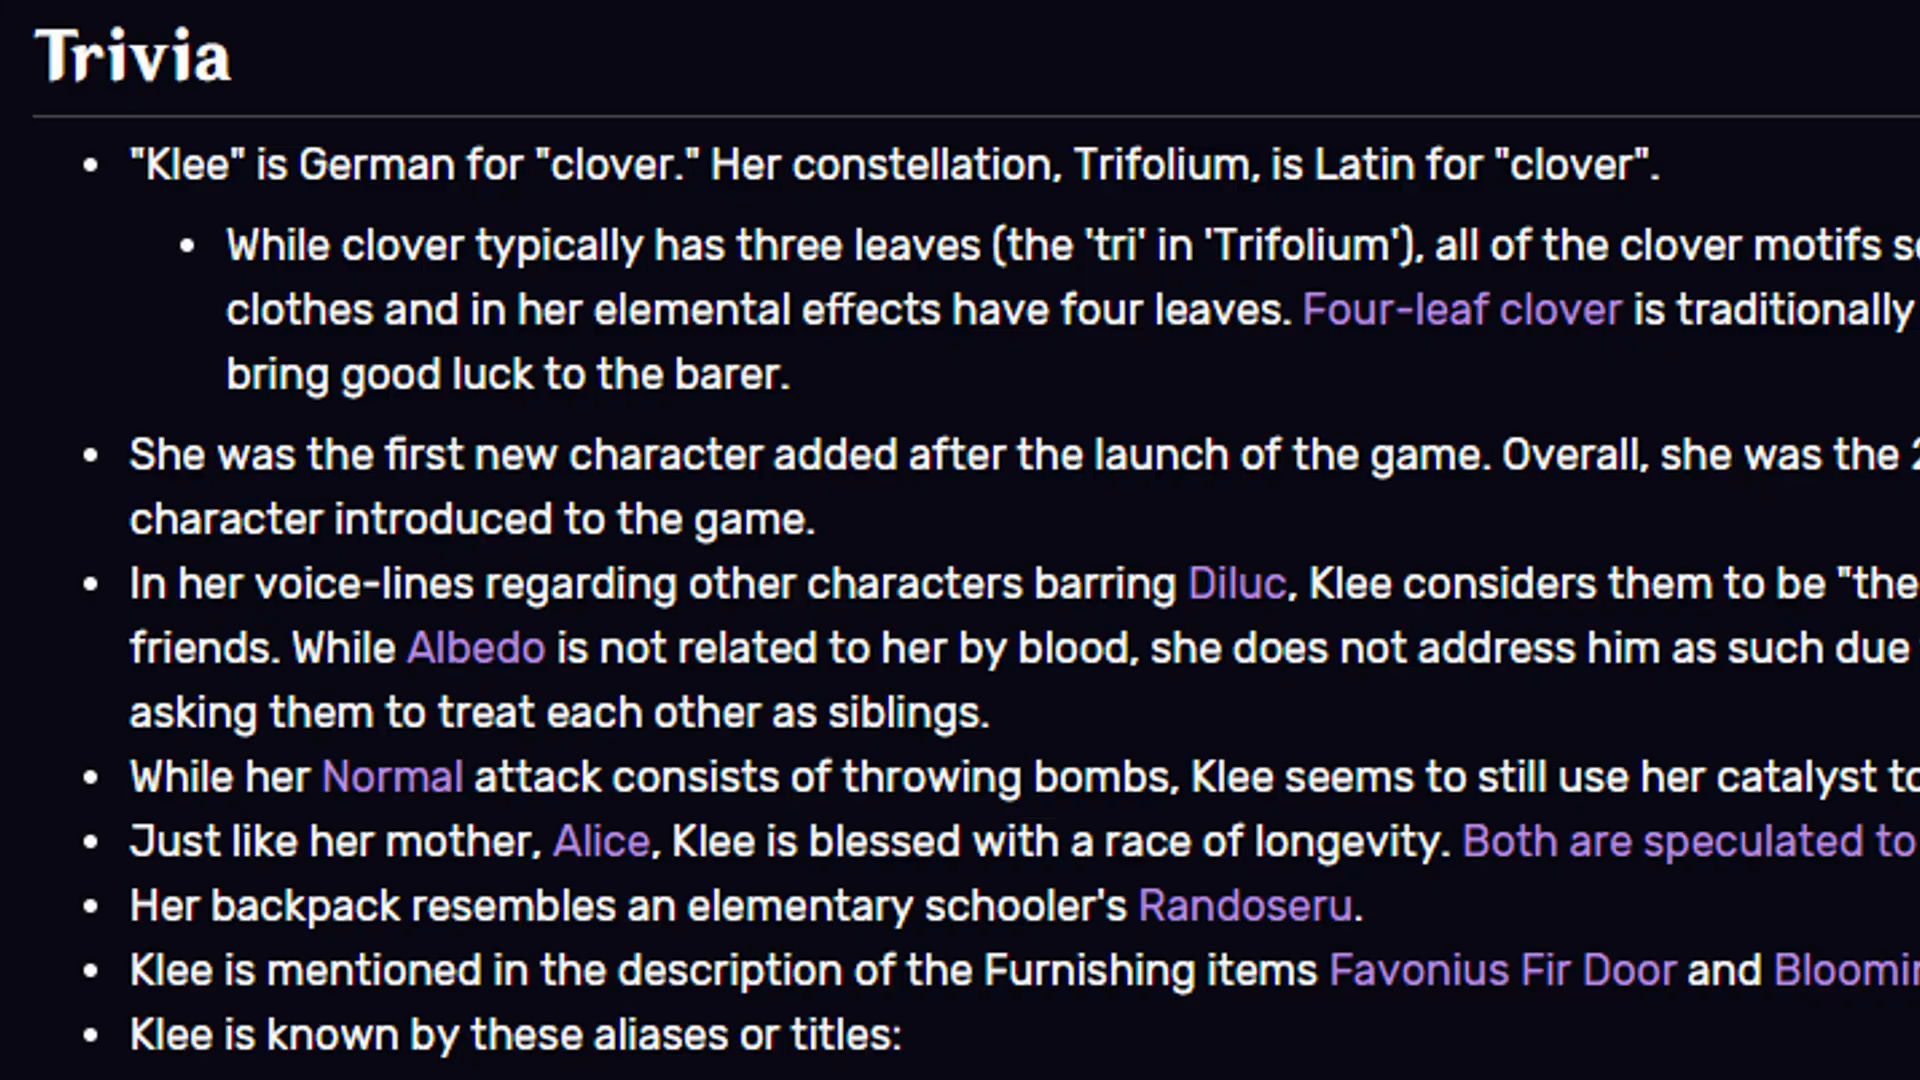 Trivia
"Klee" is German for "clover." Her constellation, Trifolium, is Latin for "clover".
While clover typically has three leaves (the 'tri' in 'Trifolium'), all of the clover motifs
clothes and in her elemental effects have four leaves. Four-leaf clover is traditionally
bring good luck to the barer.
She was the first new character added after the launch of the game. Overall, she was the
character introduced to the game.
In her voice-lines regarding other characters barring Diluc, Klee considers them to be "the
friends. While Albedo is not related to her by blood, she does not address him as such due
asking them to treat each other as siblings.
While her Normal attack consists of throwing bombs, Klee seems to still use her catalyst to
Just like her mother, Alice, Klee is blessed with a race of longevity. Both are speculated to
Her backpack resembles an elementary schooler's Randoseru.
Klee is mentioned in the description of the Furnishing items Favonius Fir Door and
Klee is known by these aliases or titles: